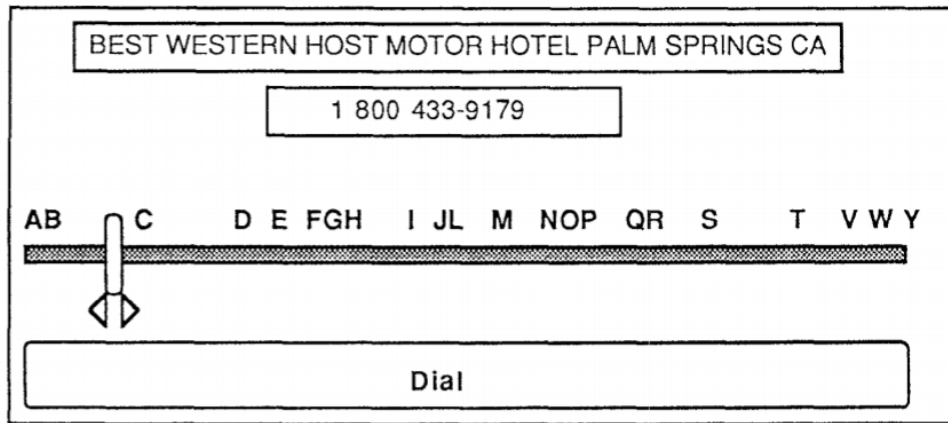 BEST WESTERN HOST MOTOR HOTEL PALM SPRINGS CA
1 800 433-9179
AB C D E FGH I JL M NOP QR S T V W Y
Dial